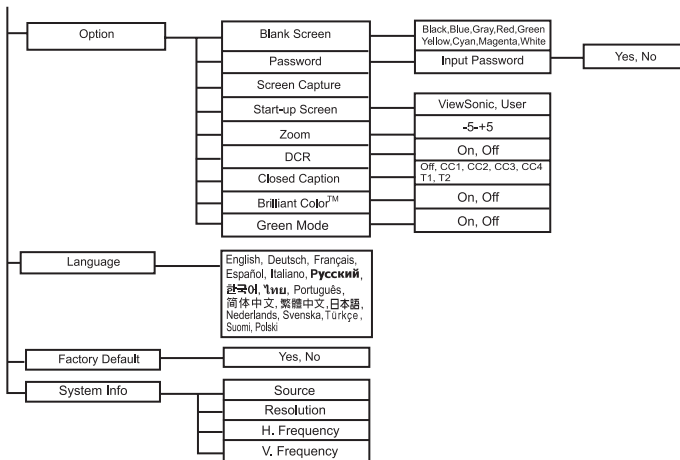 Option
Blank Screen
Black,Blue,Gray,Red,Green
Yellow,Cyan,Magenta,White
Password
Input Password
Yes, No
Screen Capture
Start-up Screen
ViewSonic, User
Zoom
-5-+5
DCR
On, Off
Closed Caption
Off, CC1, CC2, CC3, CC4
T1, T2
Brilliant Color™
On, Off
Green Mode
On, Off
Language
English, Deutsch, Français,
Español, Italiano, Русский,
한국어, ไทย, Português,
简体中文, 繁體中文, 日本語,
Nederlands, Svenska, Türkçe,
Suomi, Polski
Factory Default
Yes, No
System Info
Source
Resolution
H. Frequency
V. Frequency